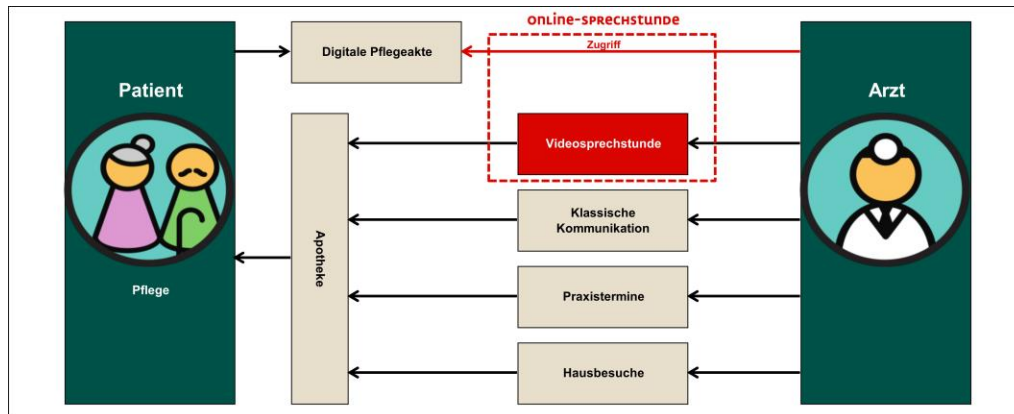 ONLINE-SPRECHSTUNDE
Zugriff
Digitale Pflegeakte
Patient
Arzt
Videosprechstunde
Klassische
Kommunikation
Apotheke
Pflege
Praxistermine
Hausbesuche